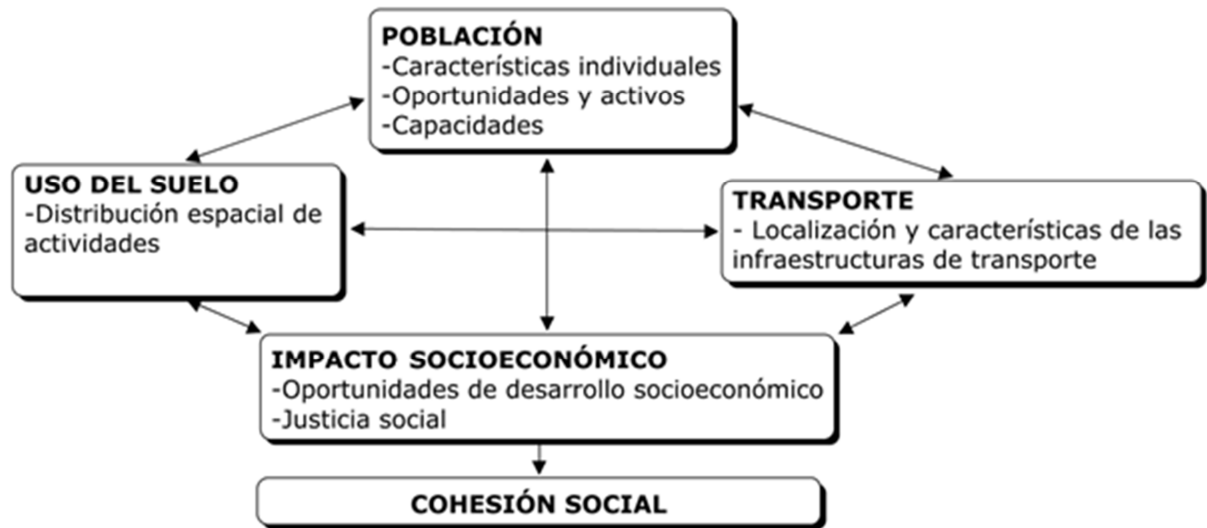 POBLACIÓN
-Características individuales
-Oportunidades y activos
-Capacidades
USO DEL SUELO
-Distribución espacial de
actividades
TRANSPORTE
- Localización y características de las
infraestructuras de transporte
IMPACTO SOCIOECONÓMICO
-Oportunidades de desarrollo socioeconómico
-Justicia social
COHESIÓN SOCIAL